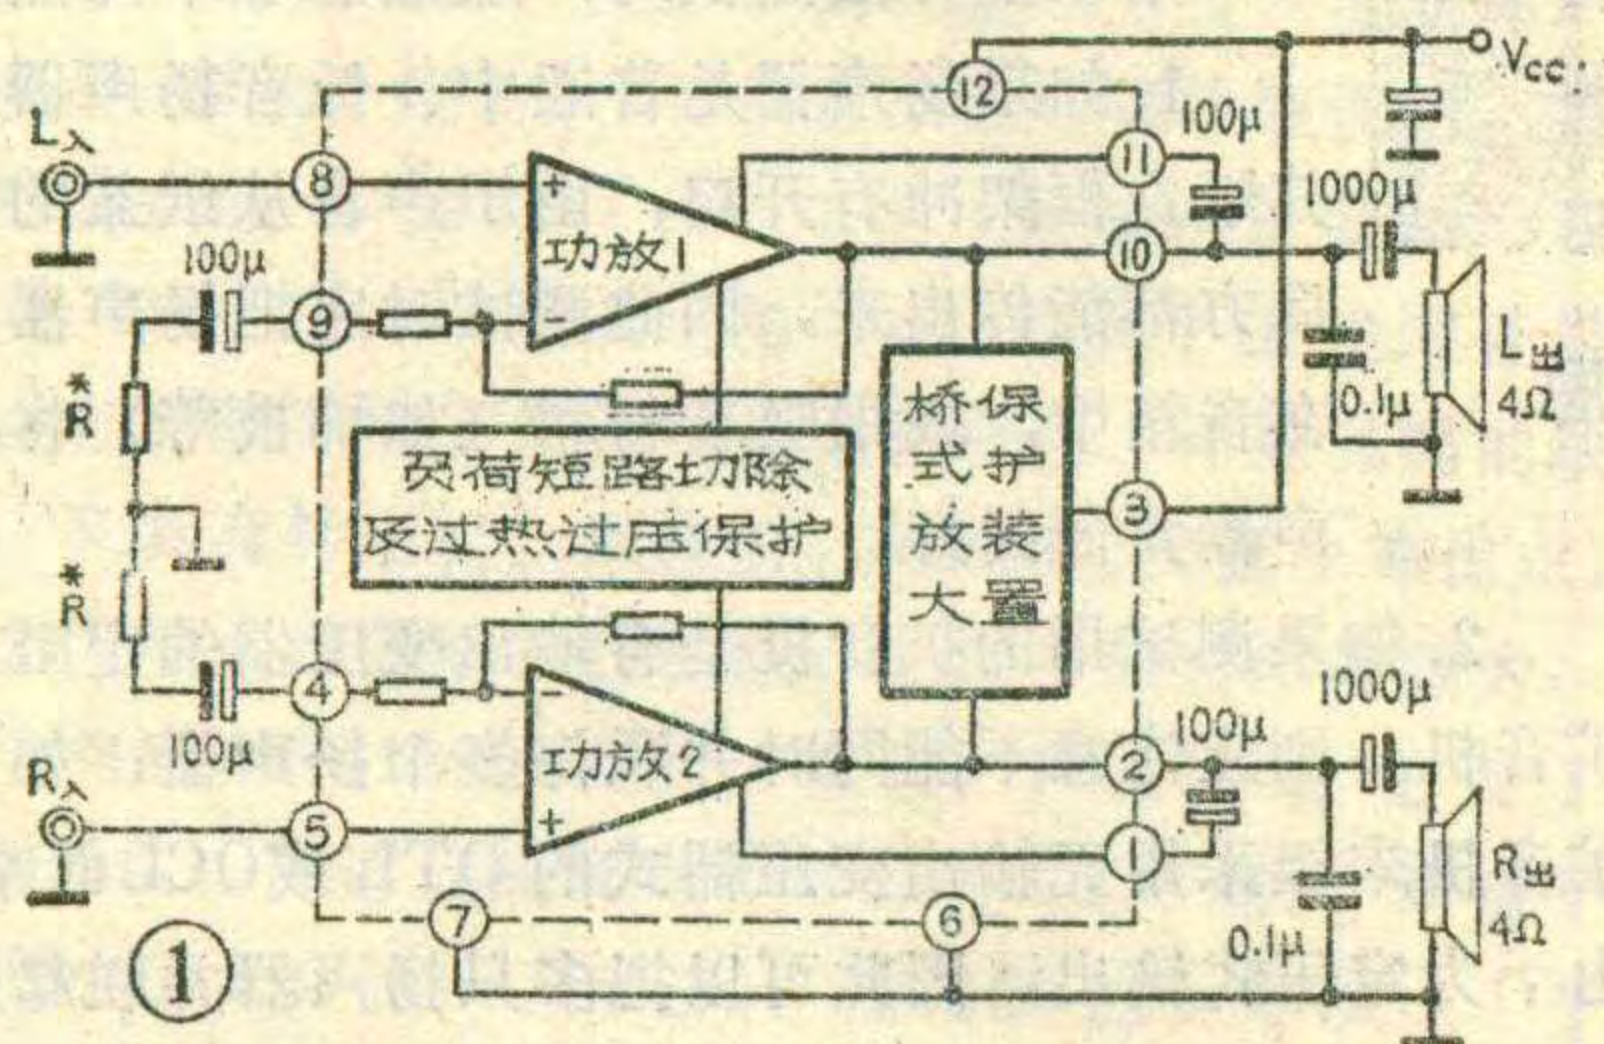 12
Vcc
L入
8
+
11
100μ
1000μ
功放1
10
100μ
9
−
L出
4Ω
0.1μ
*
R
负荷短路切除
及过热过压保护
桥保
式护
放装
大置
3
*
R
4
−
100μ
功放2
2
100μ
1000μ
R入
5
+
1
R出
4Ω
7
6
0.1μ
1